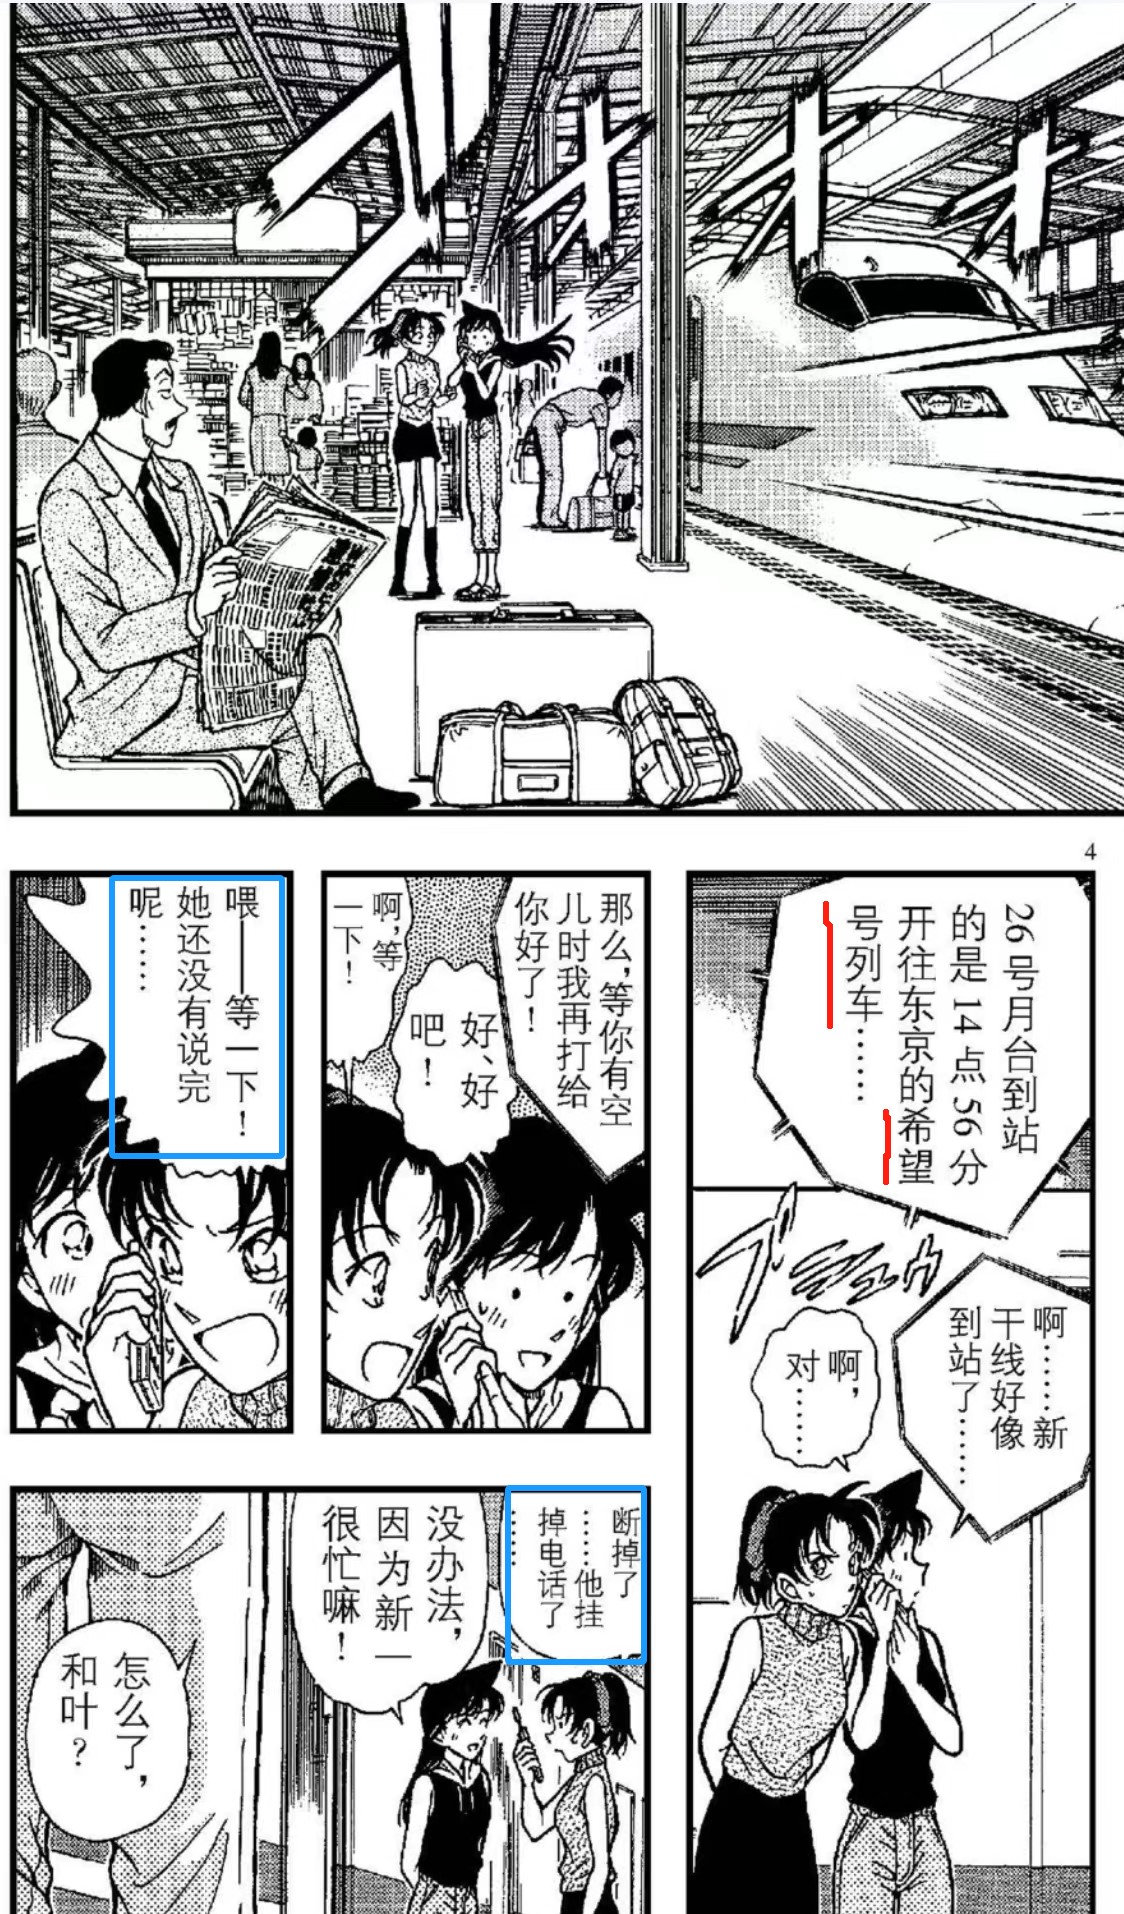 4
26号月台到站
的是14点56分
开往东京的希望
号列车……
啊……新
干线好像
到站了……
啊，
对……
那么，等你有空
儿时我再打给
你好了！
好、好
吧！
啊，等
一下！
喂——等一下！
她还没有说完
呢……
断掉了
……他挂
掉电话了
……
没办法，
因为新一
很忙嘛！
怎么了，
和叶？